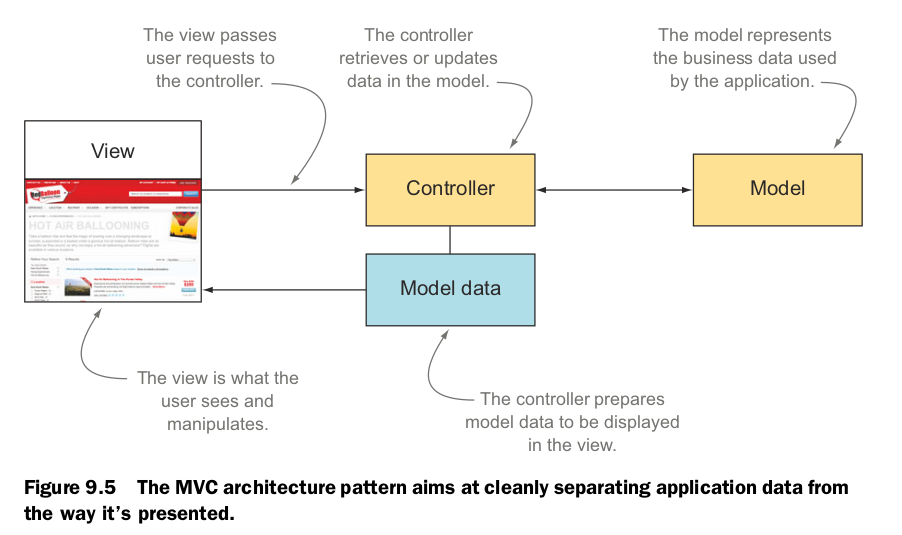 The view passes
user requests to
the controller.
The controller
retrieves or updates
data in the model.
The model represents
the business data used
by the application.
View
Controller
Model
RedBalloon
HOT AIR BALLOONING
Model data
The view is what the
user sees and
manipulates.
The controller prepares
model data to be displayed
in the view.
Figure 9.5 The MVC architecture pattern aims at cleanly separating application data from
the way it’s presented.